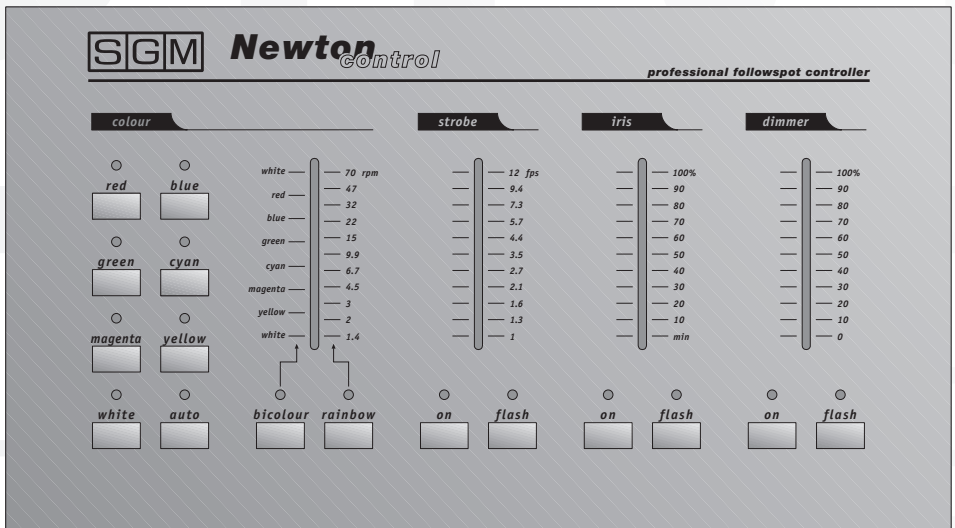 SGM Newton control
professional followspot controller
colour strobe iris dimmer
red blue
green cyan
magenta yellow
white auto
white
red
blue
green
cyan
magenta
yellow
white
70 rpm
47
32
22
15
9.9
6.7
4.5
3
2
1.4
bicolour rainbow
12 fps
9.4
7.3
5.7
4.4
3.5
2.7
2.1
1.6
1.3
1
on flash
100%
90
80
70
60
50
40
30
20
10
min
on flash
100%
90
80
70
60
50
40
30
20
10
0
on flash